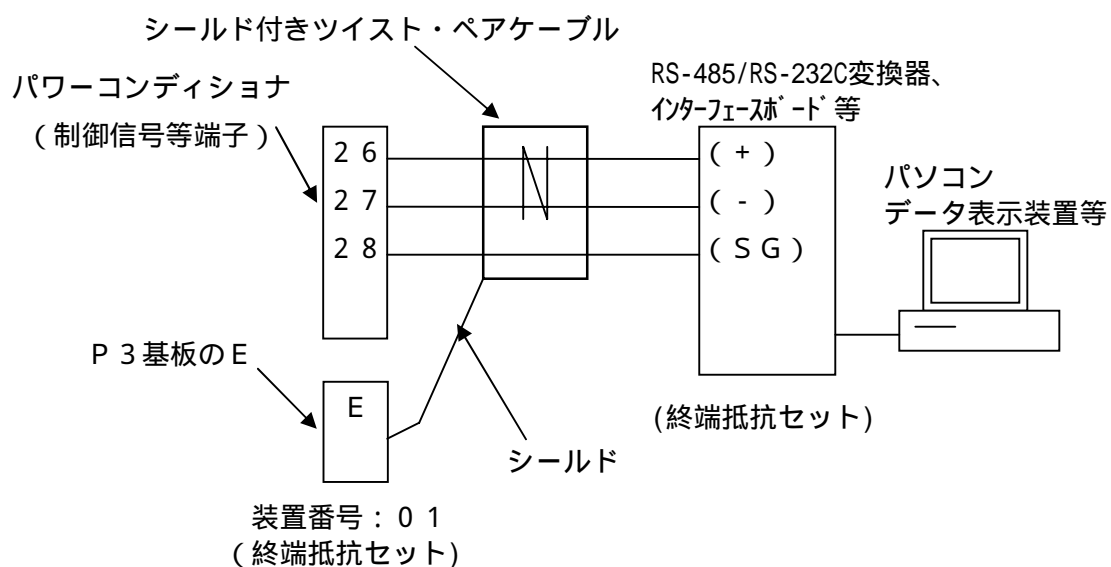 シールド付きツイスト・ペアケーブル
パワーコンディショナ
（制御信号等端子）
RS-485/RS-232C変換器、
ｲﾝﾀｰﾌｪｰｽﾎﾞｰﾄﾞ等
２６
２７
２８
（＋）
（－）
（ＳＧ）
パソコン
データ表示装置等
Ｐ３基板のＥ
Ｅ
(終端抵抗セット)
シールド
装置番号：０１
（終端抵抗セット)